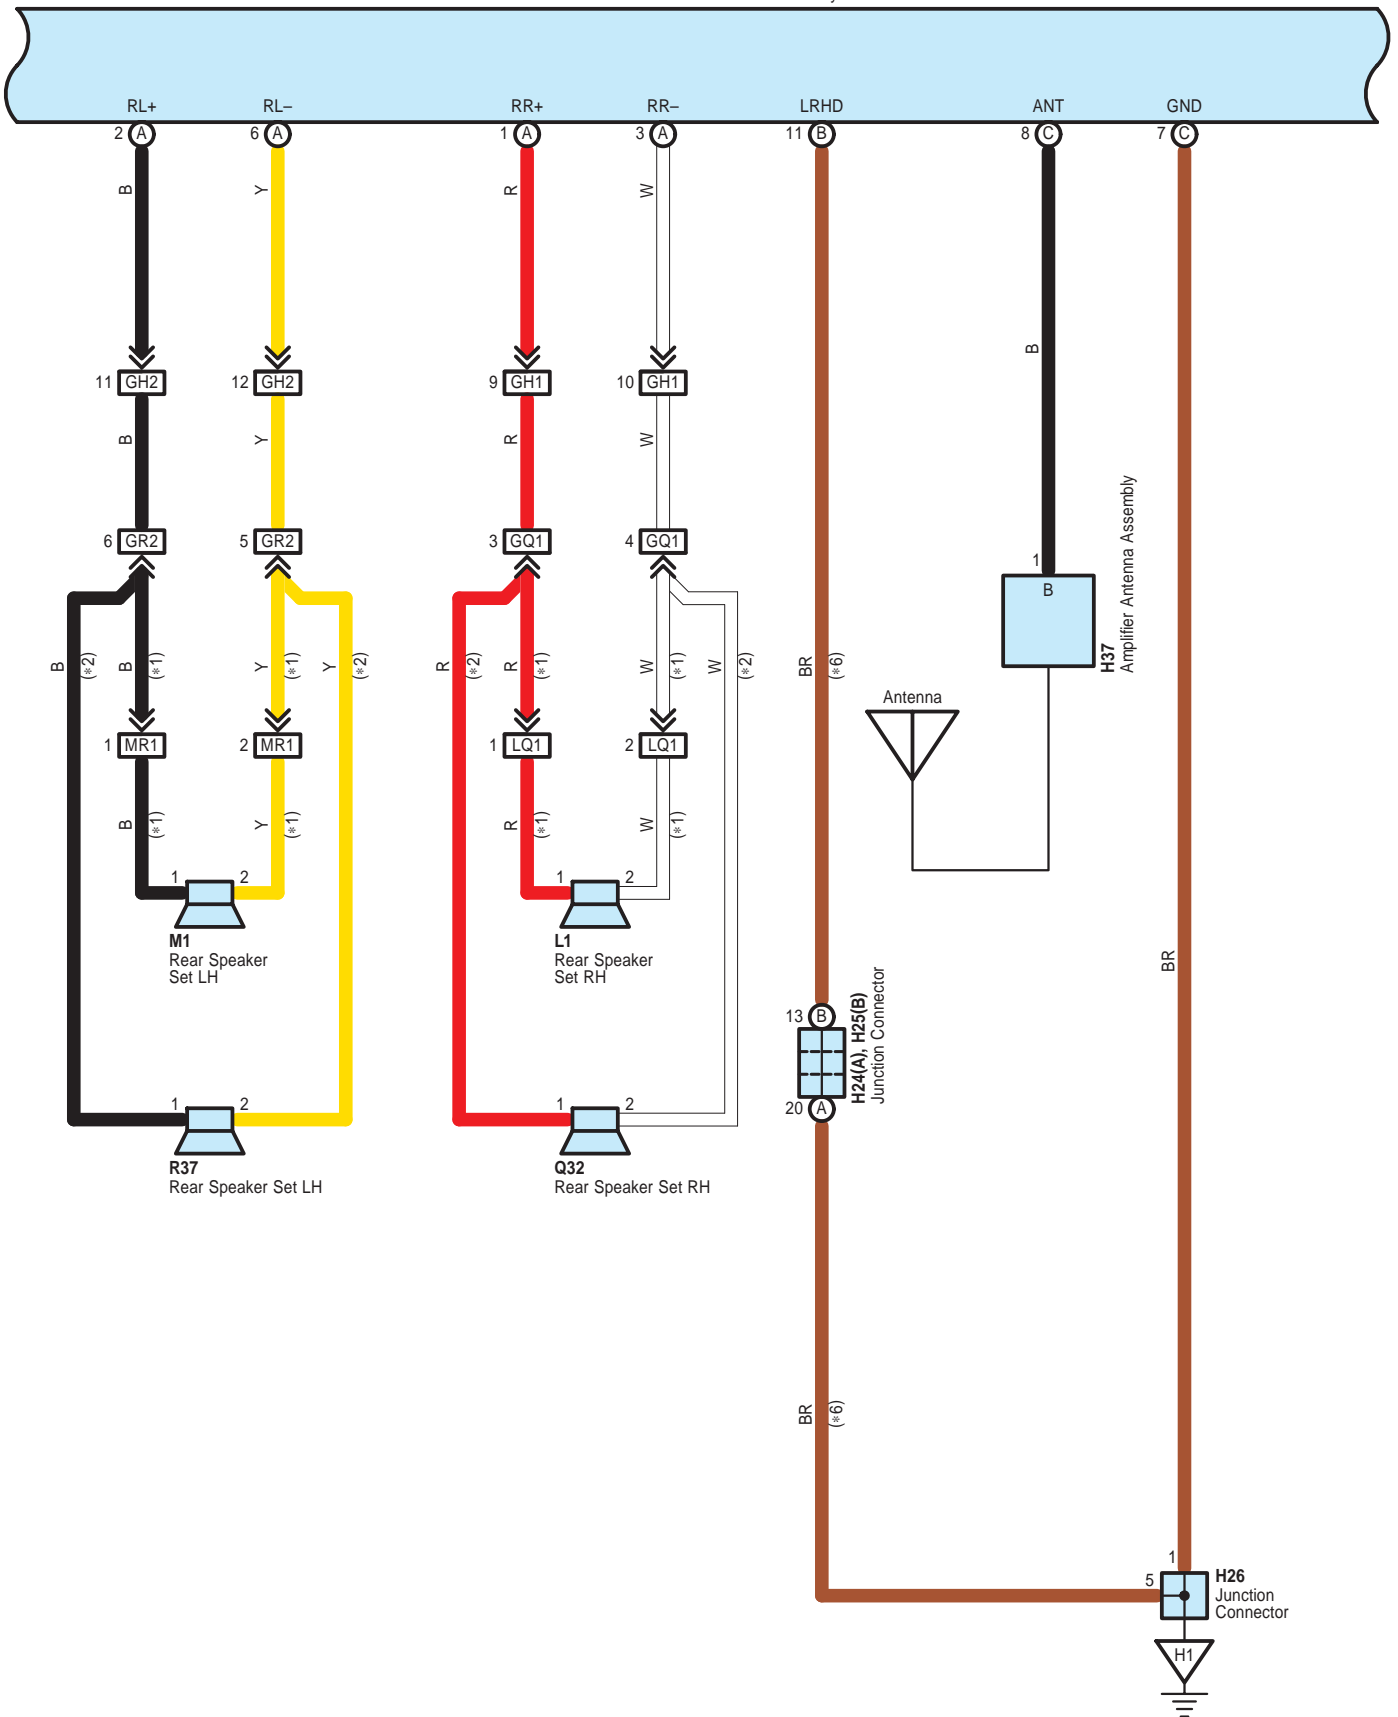 RL+ RL– RR+ RR– LRHD ANT GND
2 A 6 A 1 A 3 A 11 B 8 C 7 C
B Y R W
B
11 GH2 12 GH2 9 GH1 10 GH1
B Y R W
6 GR2 5 GR2 3 GQ1 4 GQ1
1
B
H37
Amplifier Antenna Assembly
B (*2) B (*1) Y (*1) Y (*2) R (*2) R (*1) W (*1) W (*2) BR (*6)
Antenna
1 MR1 2 MR1 1 LQ1 2 LQ1
B (*1) Y (*1) R (*1) W (*1)
1 2 1 2
M1
Rear Speaker
Set LH
L1
Rear Speaker
Set RH
BR
13 B
H24(A), H25(B)
Junction Connector
20 A
1 2 1 2
R37
Rear Speaker Set LH
Q32
Rear Speaker Set RH
BR (*6)
1
5
H26
Junction
Connector
H1